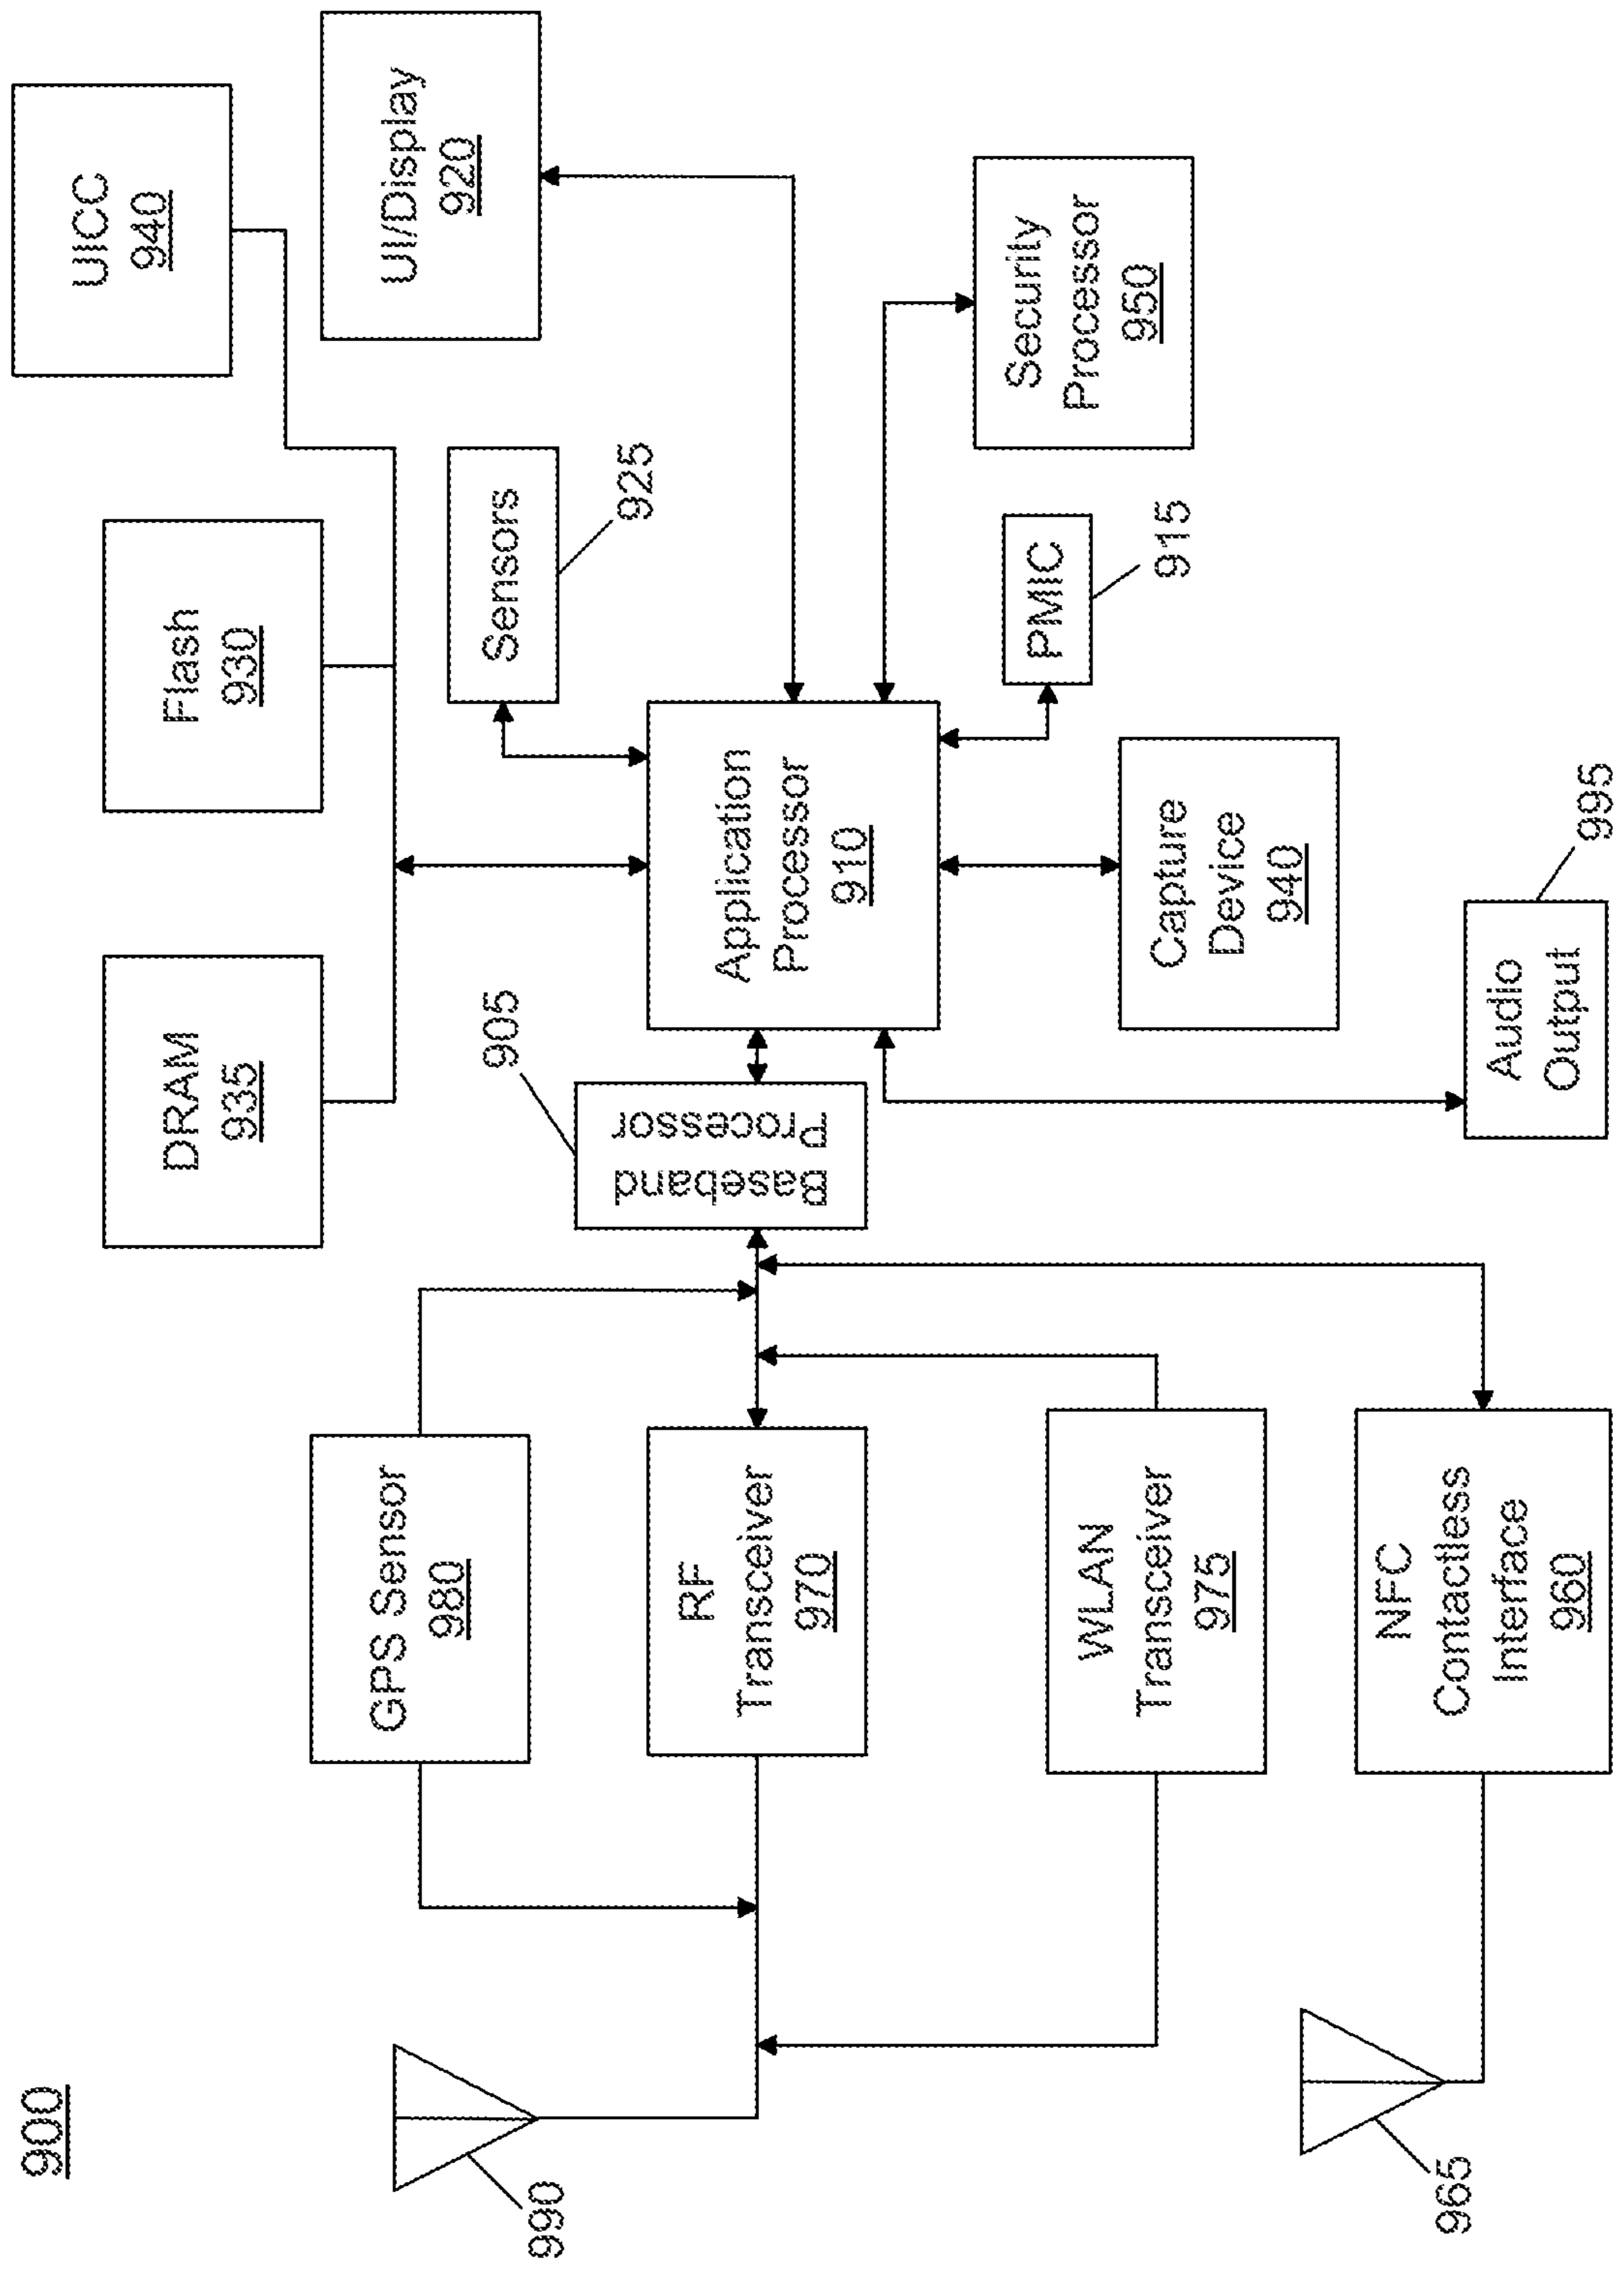 900
UICC
940
Flash
930
DRAM
935
UI/Display
920
Sensors
925
905
Application
Processor
910
Baseband
Processor
GPS Sensor
980
RF
Transceiver
970
990
Security
Processor
950
PMIC
915
Capture
Device
940
Audio
Output
995
WLAN
Transceiver
975
NFC
Contactless
Interface
960
965